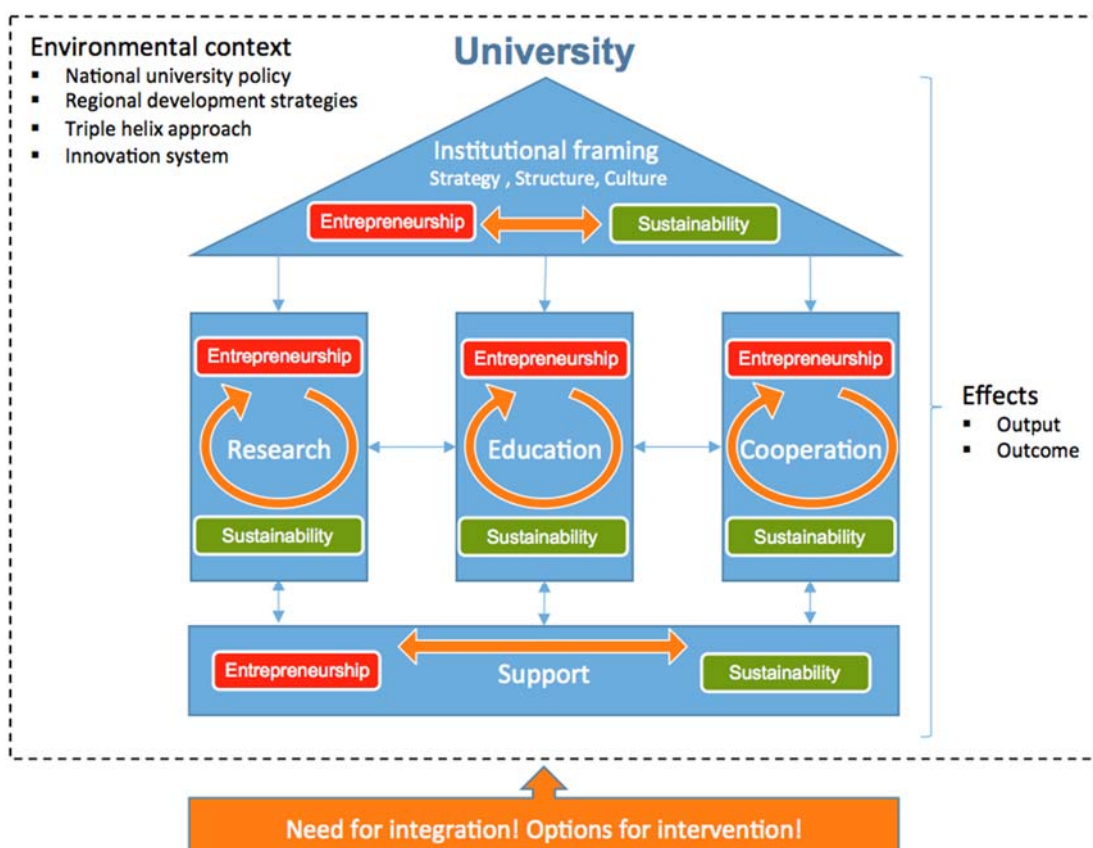 Environmental context
▪ National university policy
▪ Regional development strategies
▪ Triple helix approach
▪ Innovation system
University
Institutional framing
Strategy , Structure, Culture
Entrepreneurship
Sustainability
Entrepreneurship
Research
Sustainability
Entrepreneurship
Education
Sustainability
Entrepreneurship
Cooperation
Sustainability
Effects
▪ Output
▪ Outcome
Entrepreneurship
Support
Sustainability
Need for integration! Options for intervention!